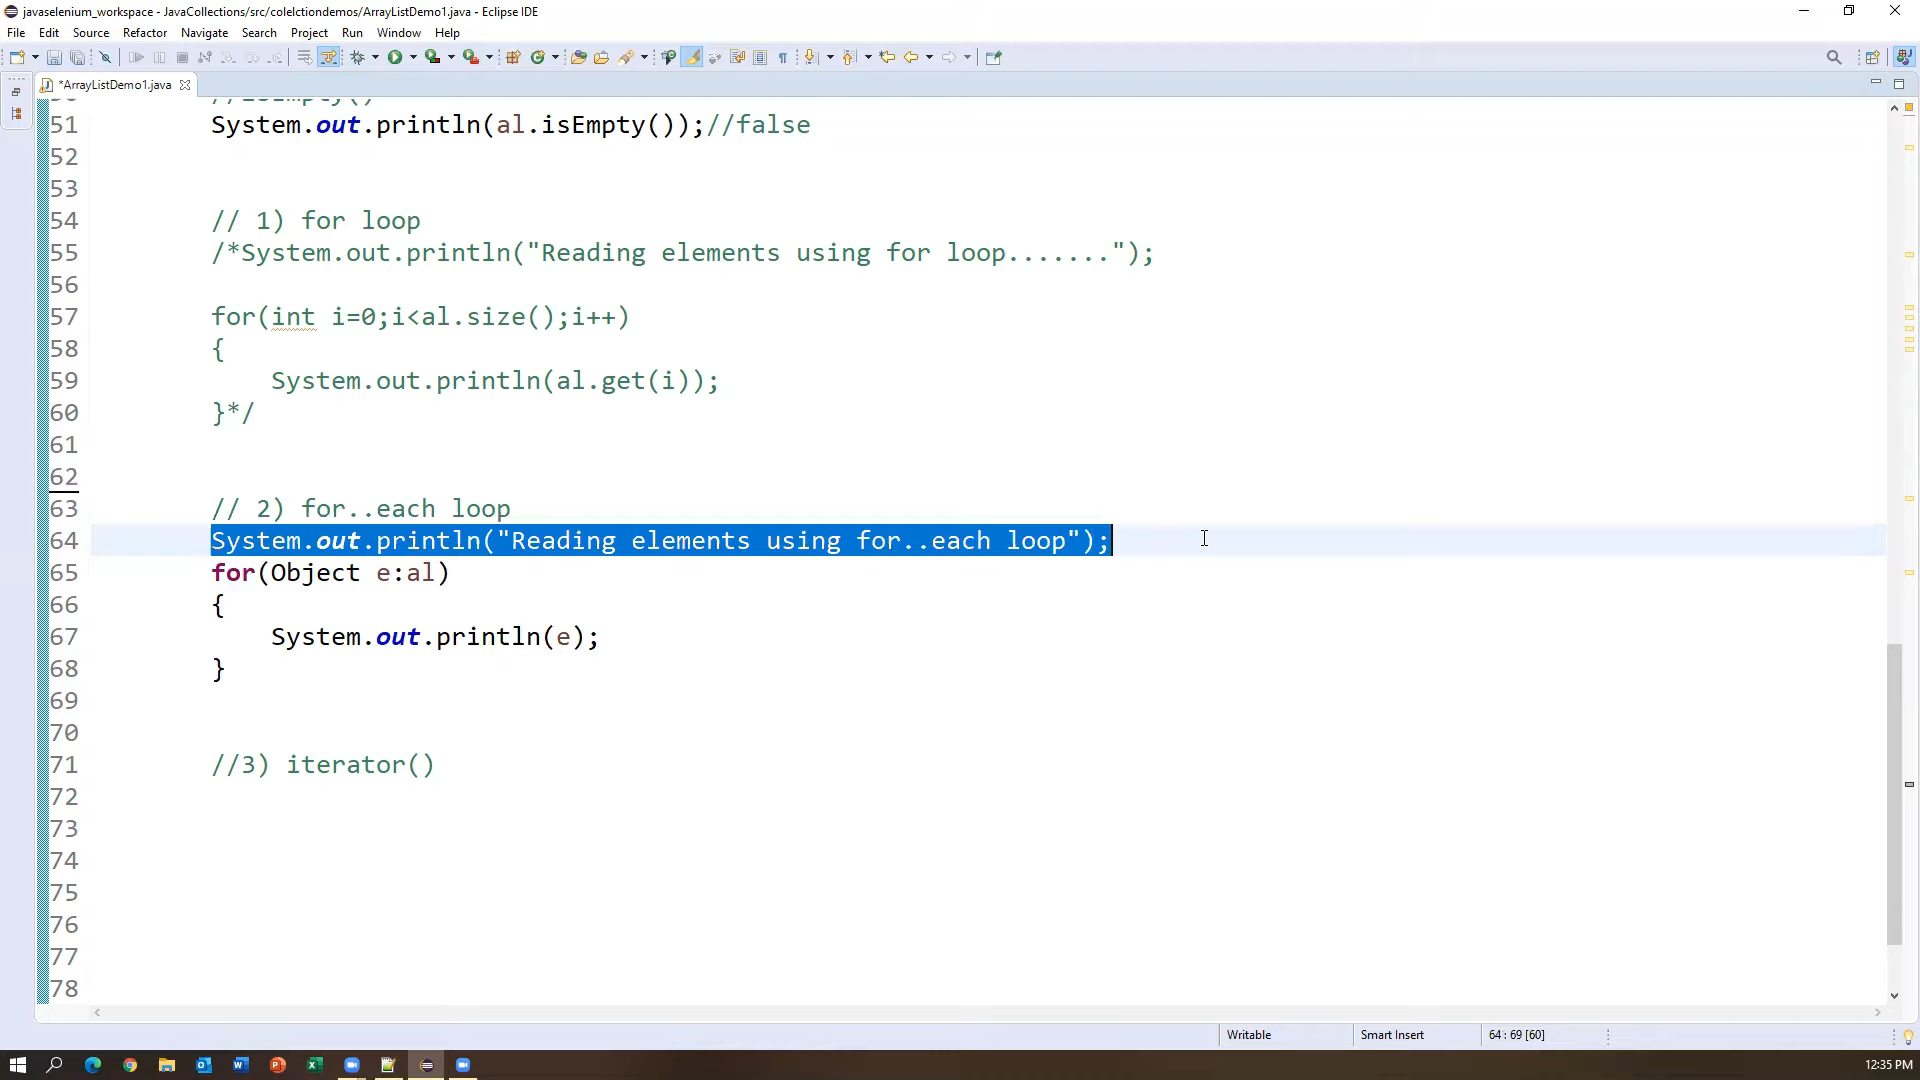 javaselenium_workspace - JavaCollections/src/colelctiondemos/ArrayListDemo1.java - Eclipse IDE
File Edit Source Refactor Navigate Search Project Run Window Help
*ArrayListDemo1.java
50 //isEmpty()
51 System.out.println(al.isEmpty());//false
52
53
54 // 1) for loop
55 /*System.out.println("Reading elements using for loop.......");
56
57 for(int i=0;i<al.size();i++)
58 {
59 System.out.println(al.get(i));
60 }*/
61
62
63 // 2) for..each loop
64 System.out.println("Reading elements using for..each loop");
65 for(Object e:al)
66 {
67 System.out.println(e);
68 }
69
70
71 //3) iterator()
72
73
74
75
76
77
78
Writable Smart Insert 64 : 69 [60]
12:35 PM